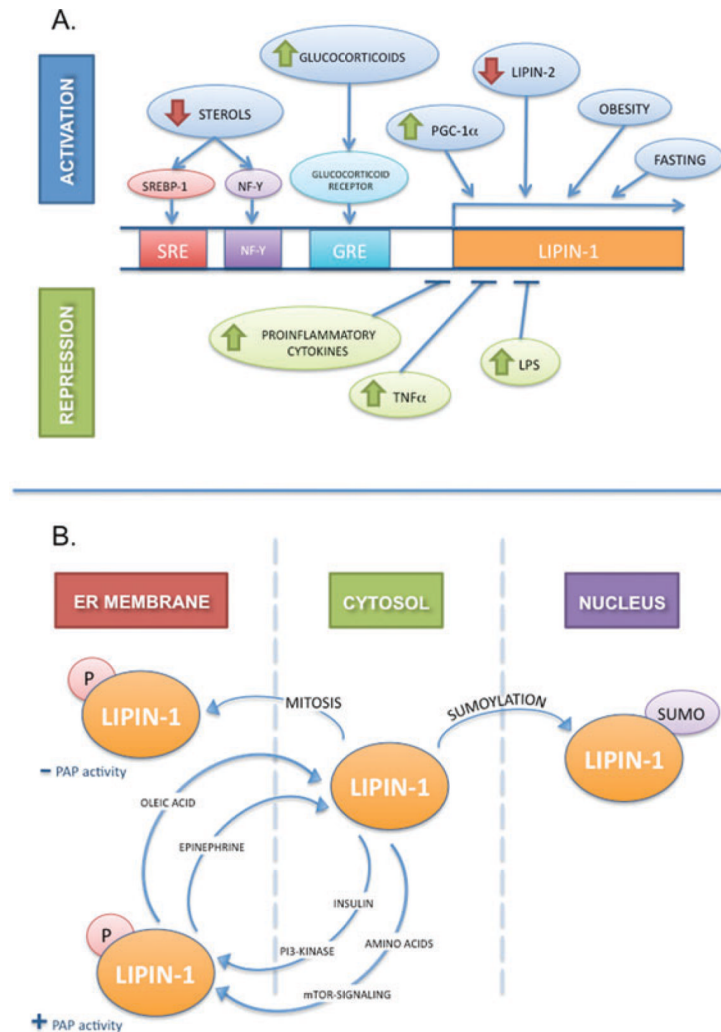 A.
ACTIVATION
GLUCOCORTICOIDS
LIPIN-2
STEROLS
OBESITY
PGC-1α
FASTING
SREBP-1
NF-Y
GLUCOCORTICOID
RECEPTOR
SRE
NF-Y
GRE
LIPIN-1
REPRESSION
PROINFLAMMATORY
CYTOKINES
LPS
TNFα
B.
ER MEMBRANE
CYTOSOL
NUCLEUS
P
LIPIN-1
MITOSIS
SUMOYLATION
SUMO
LIPIN-1
− PAP activity
LIPIN-1
OLEIC ACID
EPINEPHRINE
INSULIN
PI3-KINASE
AMINO ACIDS
mTOR-SIGNALING
P
LIPIN-1
+ PAP activity